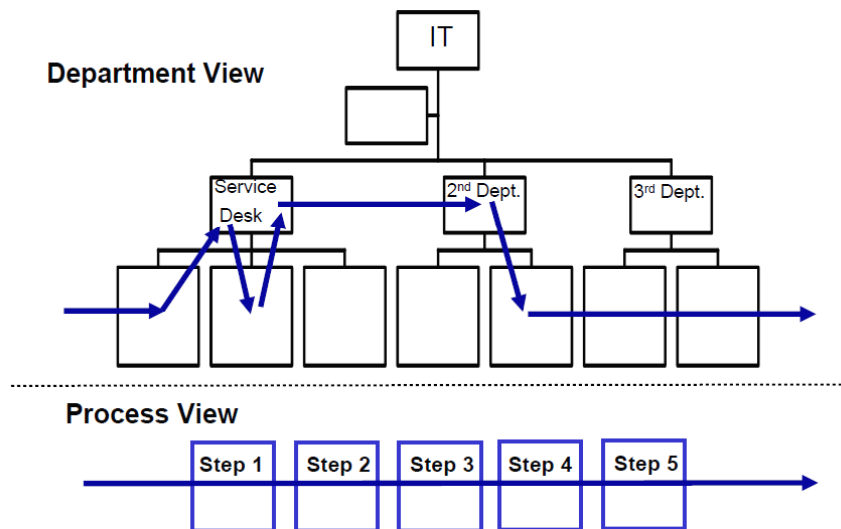 IT
Department View
Service
Desk
2nd Dept.
3rd Dept.
Process View
Step 1
Step 2
Step 3
Step 4
Step 5